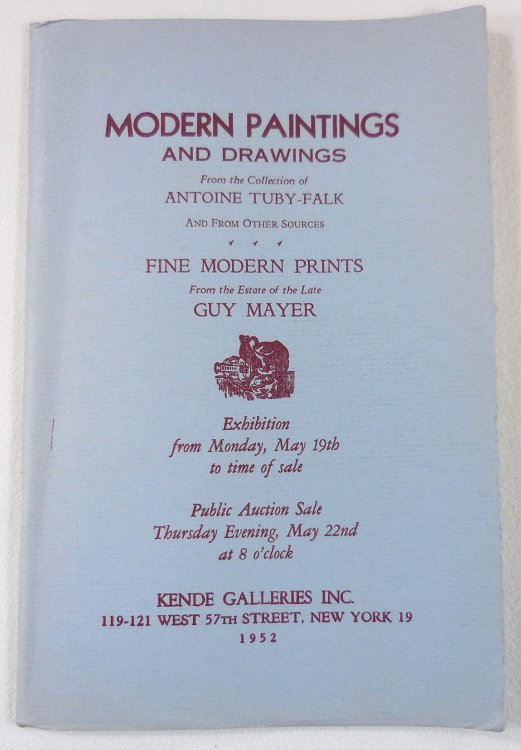 MODERN PAINTINGS
AND DRAWINGS
From the Collection of
ANTOINE TUBY-FALK
AND FROM OTHER SOURCES
FINE MODERN PRINTS
From the Estate of the Late
GUY MAYER
Exhibition
from Monday, May 19th
to time of sale
Public Auction Sale
Thursday Evening, May 22nd
at 8 o'clock
KENDE GALLERIES INC.
119-121 WEST 57TH STREET, NEW YORK 19
1952